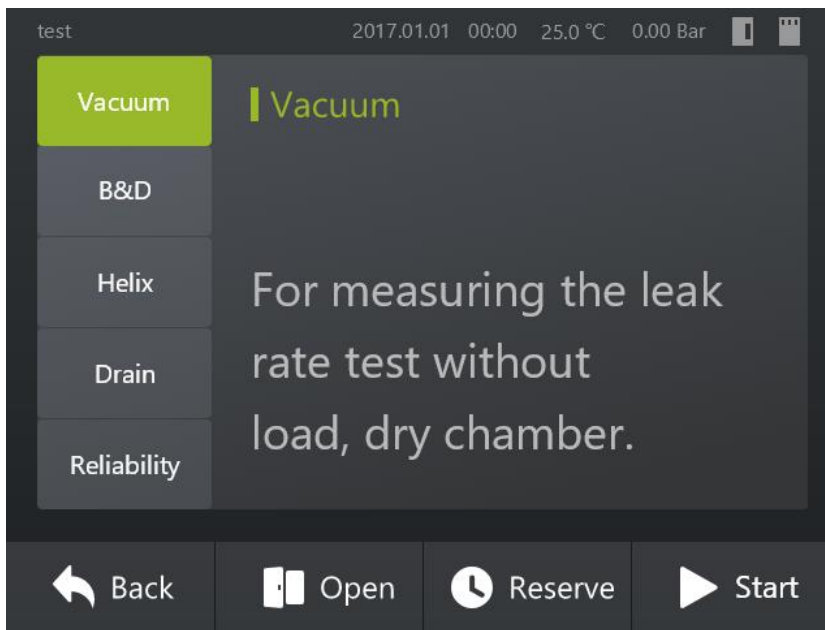 test 2017.01.01 00:00 25.0 ℃ 0.00 Bar
Vacuum
B&D
Helix
Drain
Reliability
Vacuum
For measuring the leak
rate test without
load, dry chamber.
Back Open Reserve Start